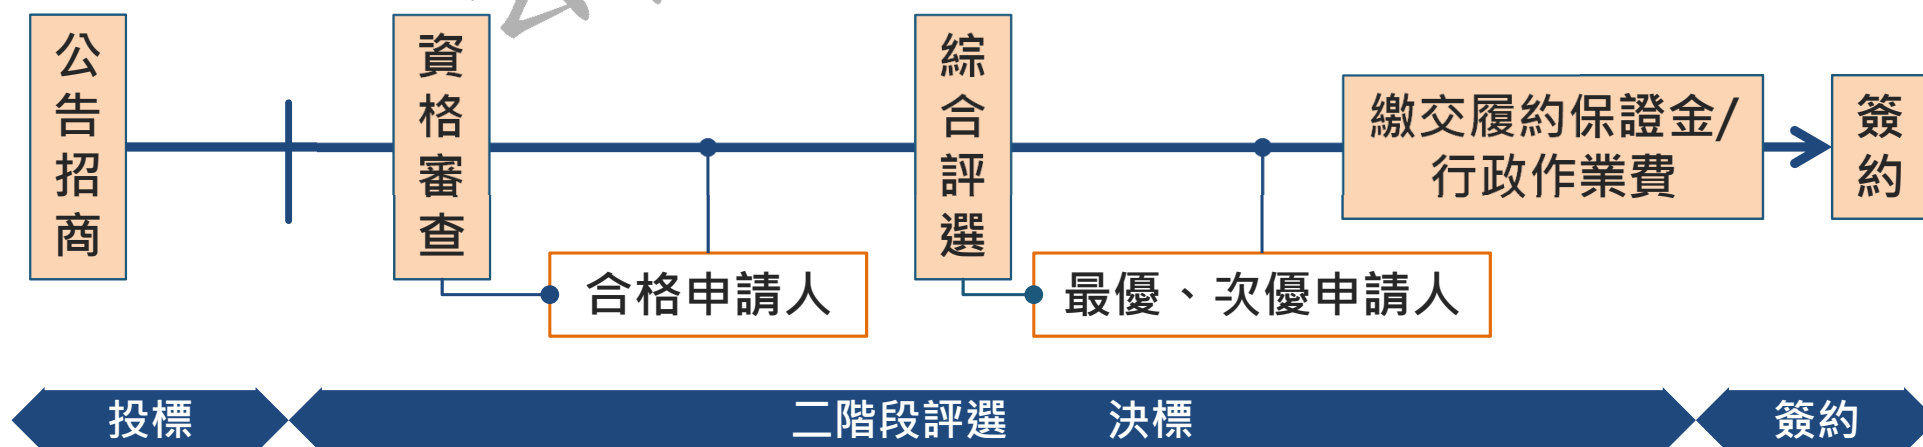 公告招商
資格審查
綜合評選
繳交履約保證金/
行政作業費
簽約
合格申請人
最優、次優申請人
投標
二階段評選 決標
簽約